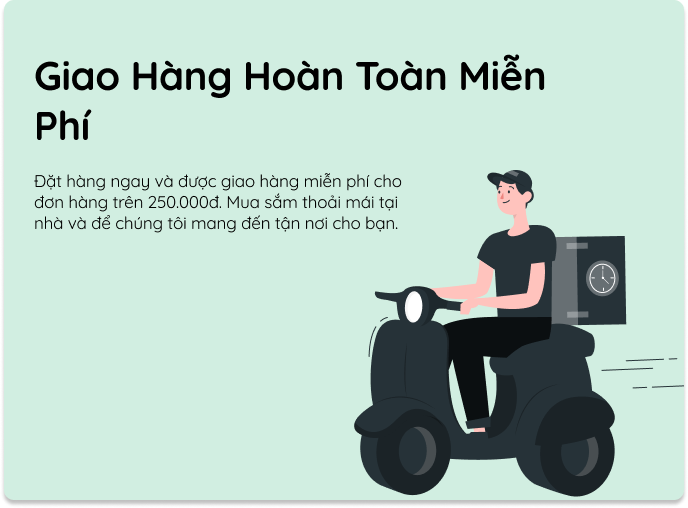 Giao Hàng Hoàn Toàn Miễn
Phí
Đặt hàng ngay và được giao hàng miễn phí cho
đơn hàng trên 250.000đ. Mua sắm thoải mái tại
nhà và để chúng tôi mang đến tận nơi cho bạn.